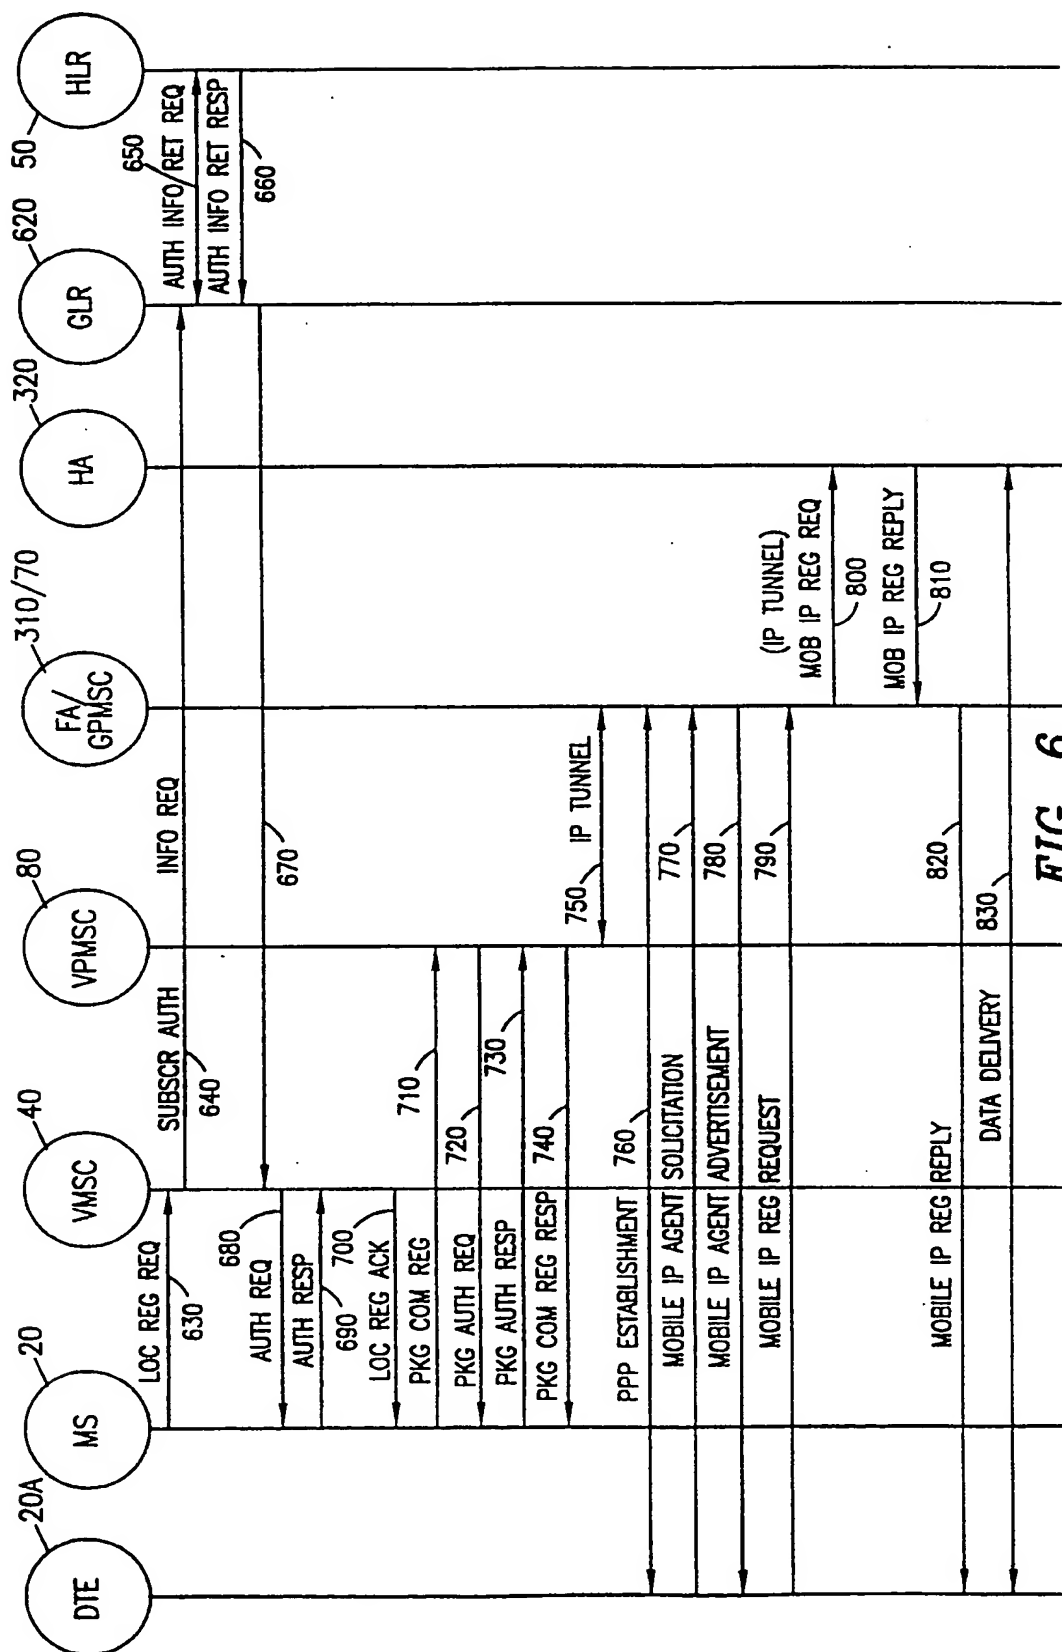 20A
DTE
20
MS
40
VMSC
80
VPMSC
310/70
FA/
GPMSC
320
HA
620
GLR
50
HLR
LOC REG REQ
630
SUBSCR AUTH
INFO REQ
640
AUTH INFO RET REQ
650
AUTH INFO RET RESP
660
670
680
AUTH REQ
AUTH RESP
690
700
LOC REG ACK
PKG COM REG
710
PKG AUTH REQ
720
PKG AUTH RESP
730
PKG COM REG RESP
740
750
IP TUNNEL
PPP ESTABLISHMENT
760
MOBILE IP AGENT SOLICITATION
770
MOBILE IP AGENT ADVERTISEMENT
780
MOBILE IP REG REQUEST
790
(IP TUNNEL)
MOB IP REG REQ
800
MOB IP REG REPLY
810
MOBILE IP REG REPLY
820
DATA DELIVERY
830
FIG. 6